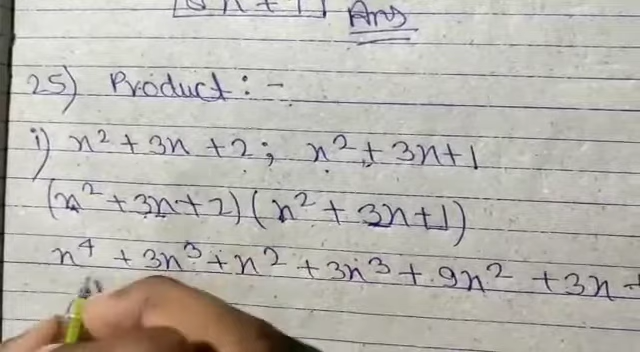 Ans
25) Product :-
i) x² + 3x + 2 ; x² + 3x + 1
(x² + 3x + 2) (x² + 3x + 1)
x⁴ + 3x³ + x² + 3x³ + 9x² + 3x +